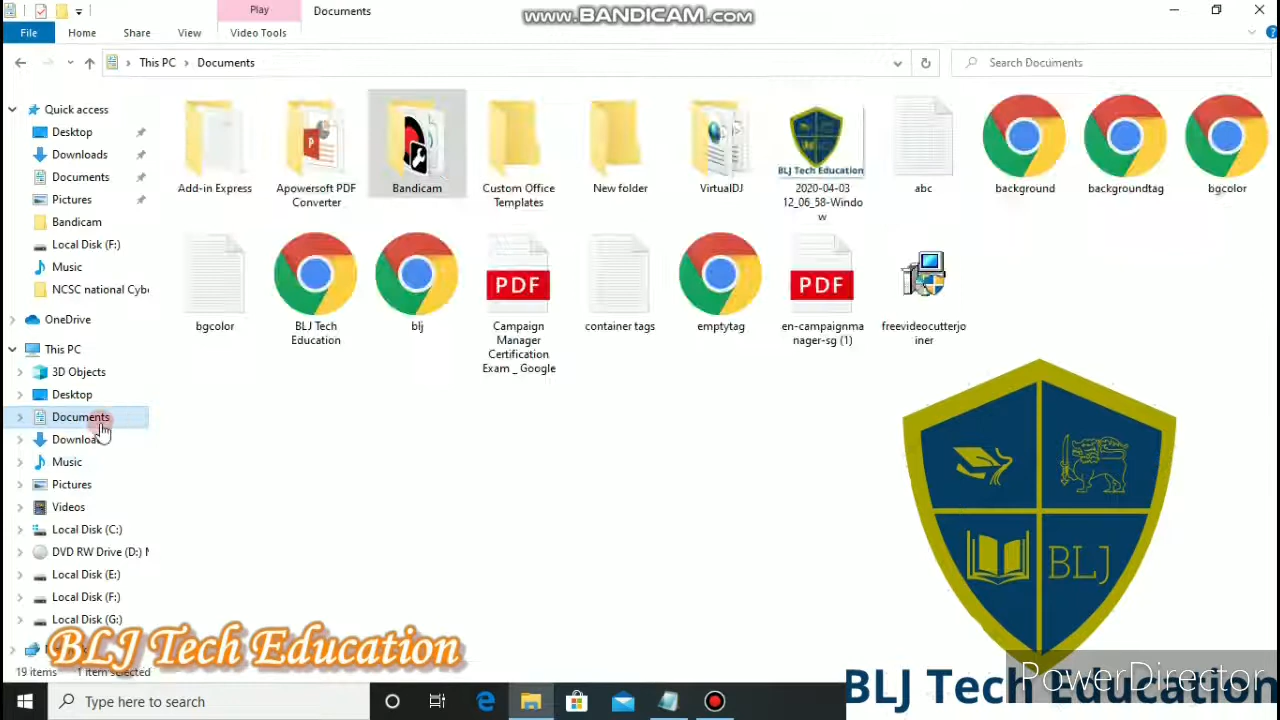 Play
Documents
www.BANDICAM.com
File
Home
Share
View
Video Tools
This PC
Documents
Search Documents
Quick access
Desktop
Downloads
Documents
Pictures
Bandicam
Local Disk (F:)
Music
NCSC national Cyb
OneDrive
This PC
3D Objects
Desktop
Documents
Music
Pictures
Videos
Local Disk (C:)
DVD RW Drive (D:)
Local Disk (E:)
Local Disk (F:)
Local Disk (G:)
Add-in Express
Apowersoft PDF
Converter
PDF
Bandicam
Custom Office
Templates
New folder
VirtualDJ
BLJ Tech Education
2020-04-03
12_06_58-Windo
w
abc
background
backgroundtag
bgcolor
bgcolor
BLJ Tech
Education
blj
PDF
Campaign
Manager
Certification
Exam _ Google
container tags
emptytag
PDF
en-campaignma
nager-sg (1)
freevideocutterjo
iner
BLJ
BLJ Tech Education
19 items
1 item selected
BLJ Tech Education
PowerDirector
Type here to search